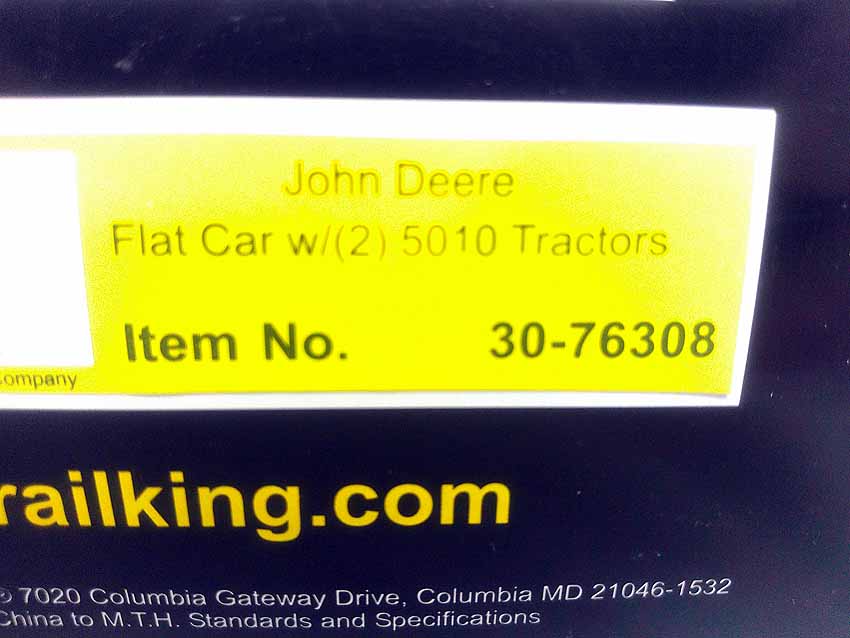 John Deere
Flat Car w/(2) 5010 Tractors
Item No. 30-76308
ompany
railking.com
® 7020 Columbia Gateway Drive, Columbia MD 21046-1532
China to M.T.H. Standards and Specifications